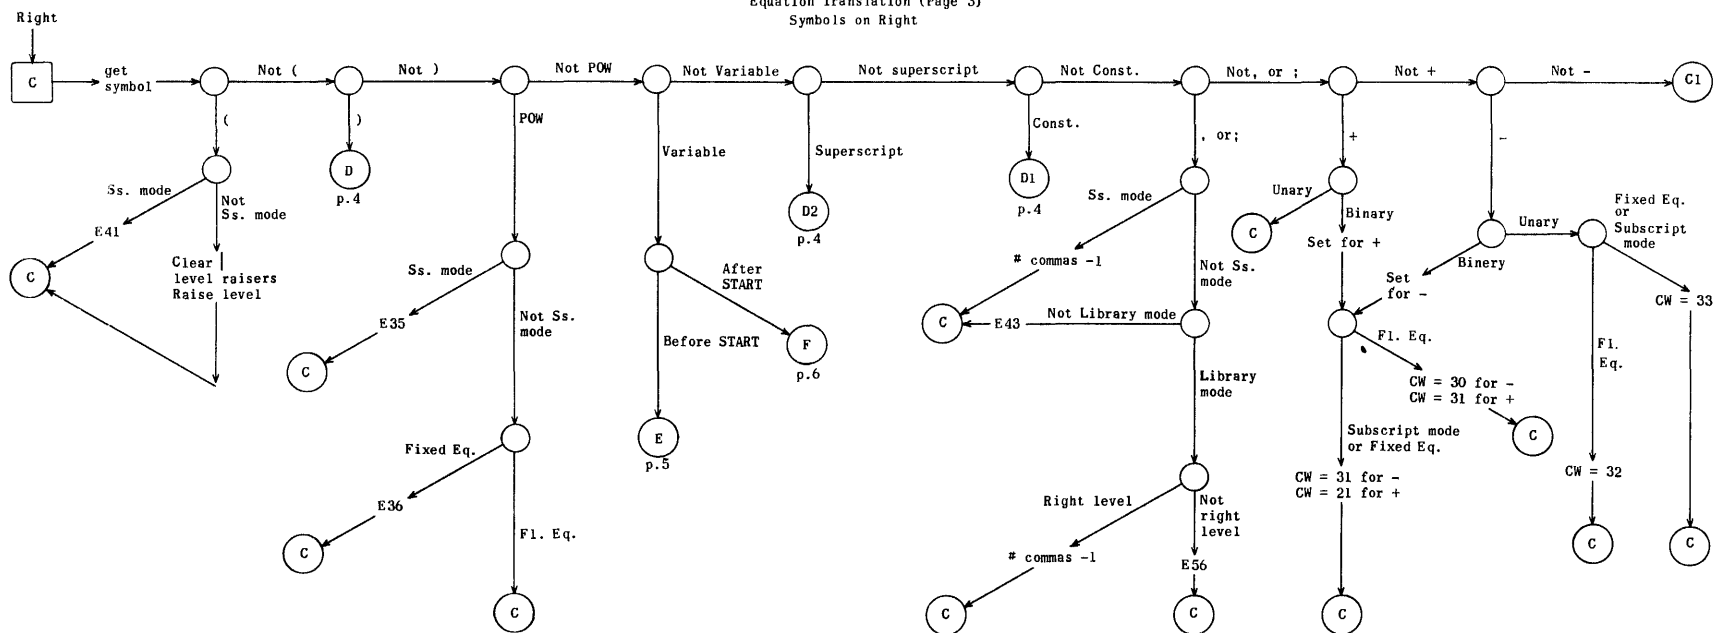 Equation Translation (Page 3)
Symbols on Right
Right
C
get
symbol
Not (
Not )
Not POW
Not Variable
Not superscript
Not Const.
Not, or ;
Not +
Not -
C1
(
Ss. mode
Not
Ss. mode
E41
C
Clear
level raisers
Raise level
)
D
p.4
POW
Ss. mode
E35
C
Not Ss.
mode
Fixed Eq.
E36
C
Fl. Eq.
C
Variable
After
START
F
p.6
Before START
E
p.5
Superscript
D2
p.4
Const.
D1
p.4
, or;
Ss. mode
# commas -1
C
Not Ss.
mode
Not Library mode
E43
Library
mode
Right level
# commas -1
C
Not
right
level
E56
C
+
Unary
C
Binary
Set for +
Fl. Eq.
CW = 30 for -
CW = 31 for +
C
Subscript mode
or Fixed Eq.
CW = 31 for -
CW = 21 for +
C
-
Binery
Set
for -
Unary
Fixed Eq.
or
Subscript
mode
CW = 33
C
Fl.
Eq.
CW = 32
C